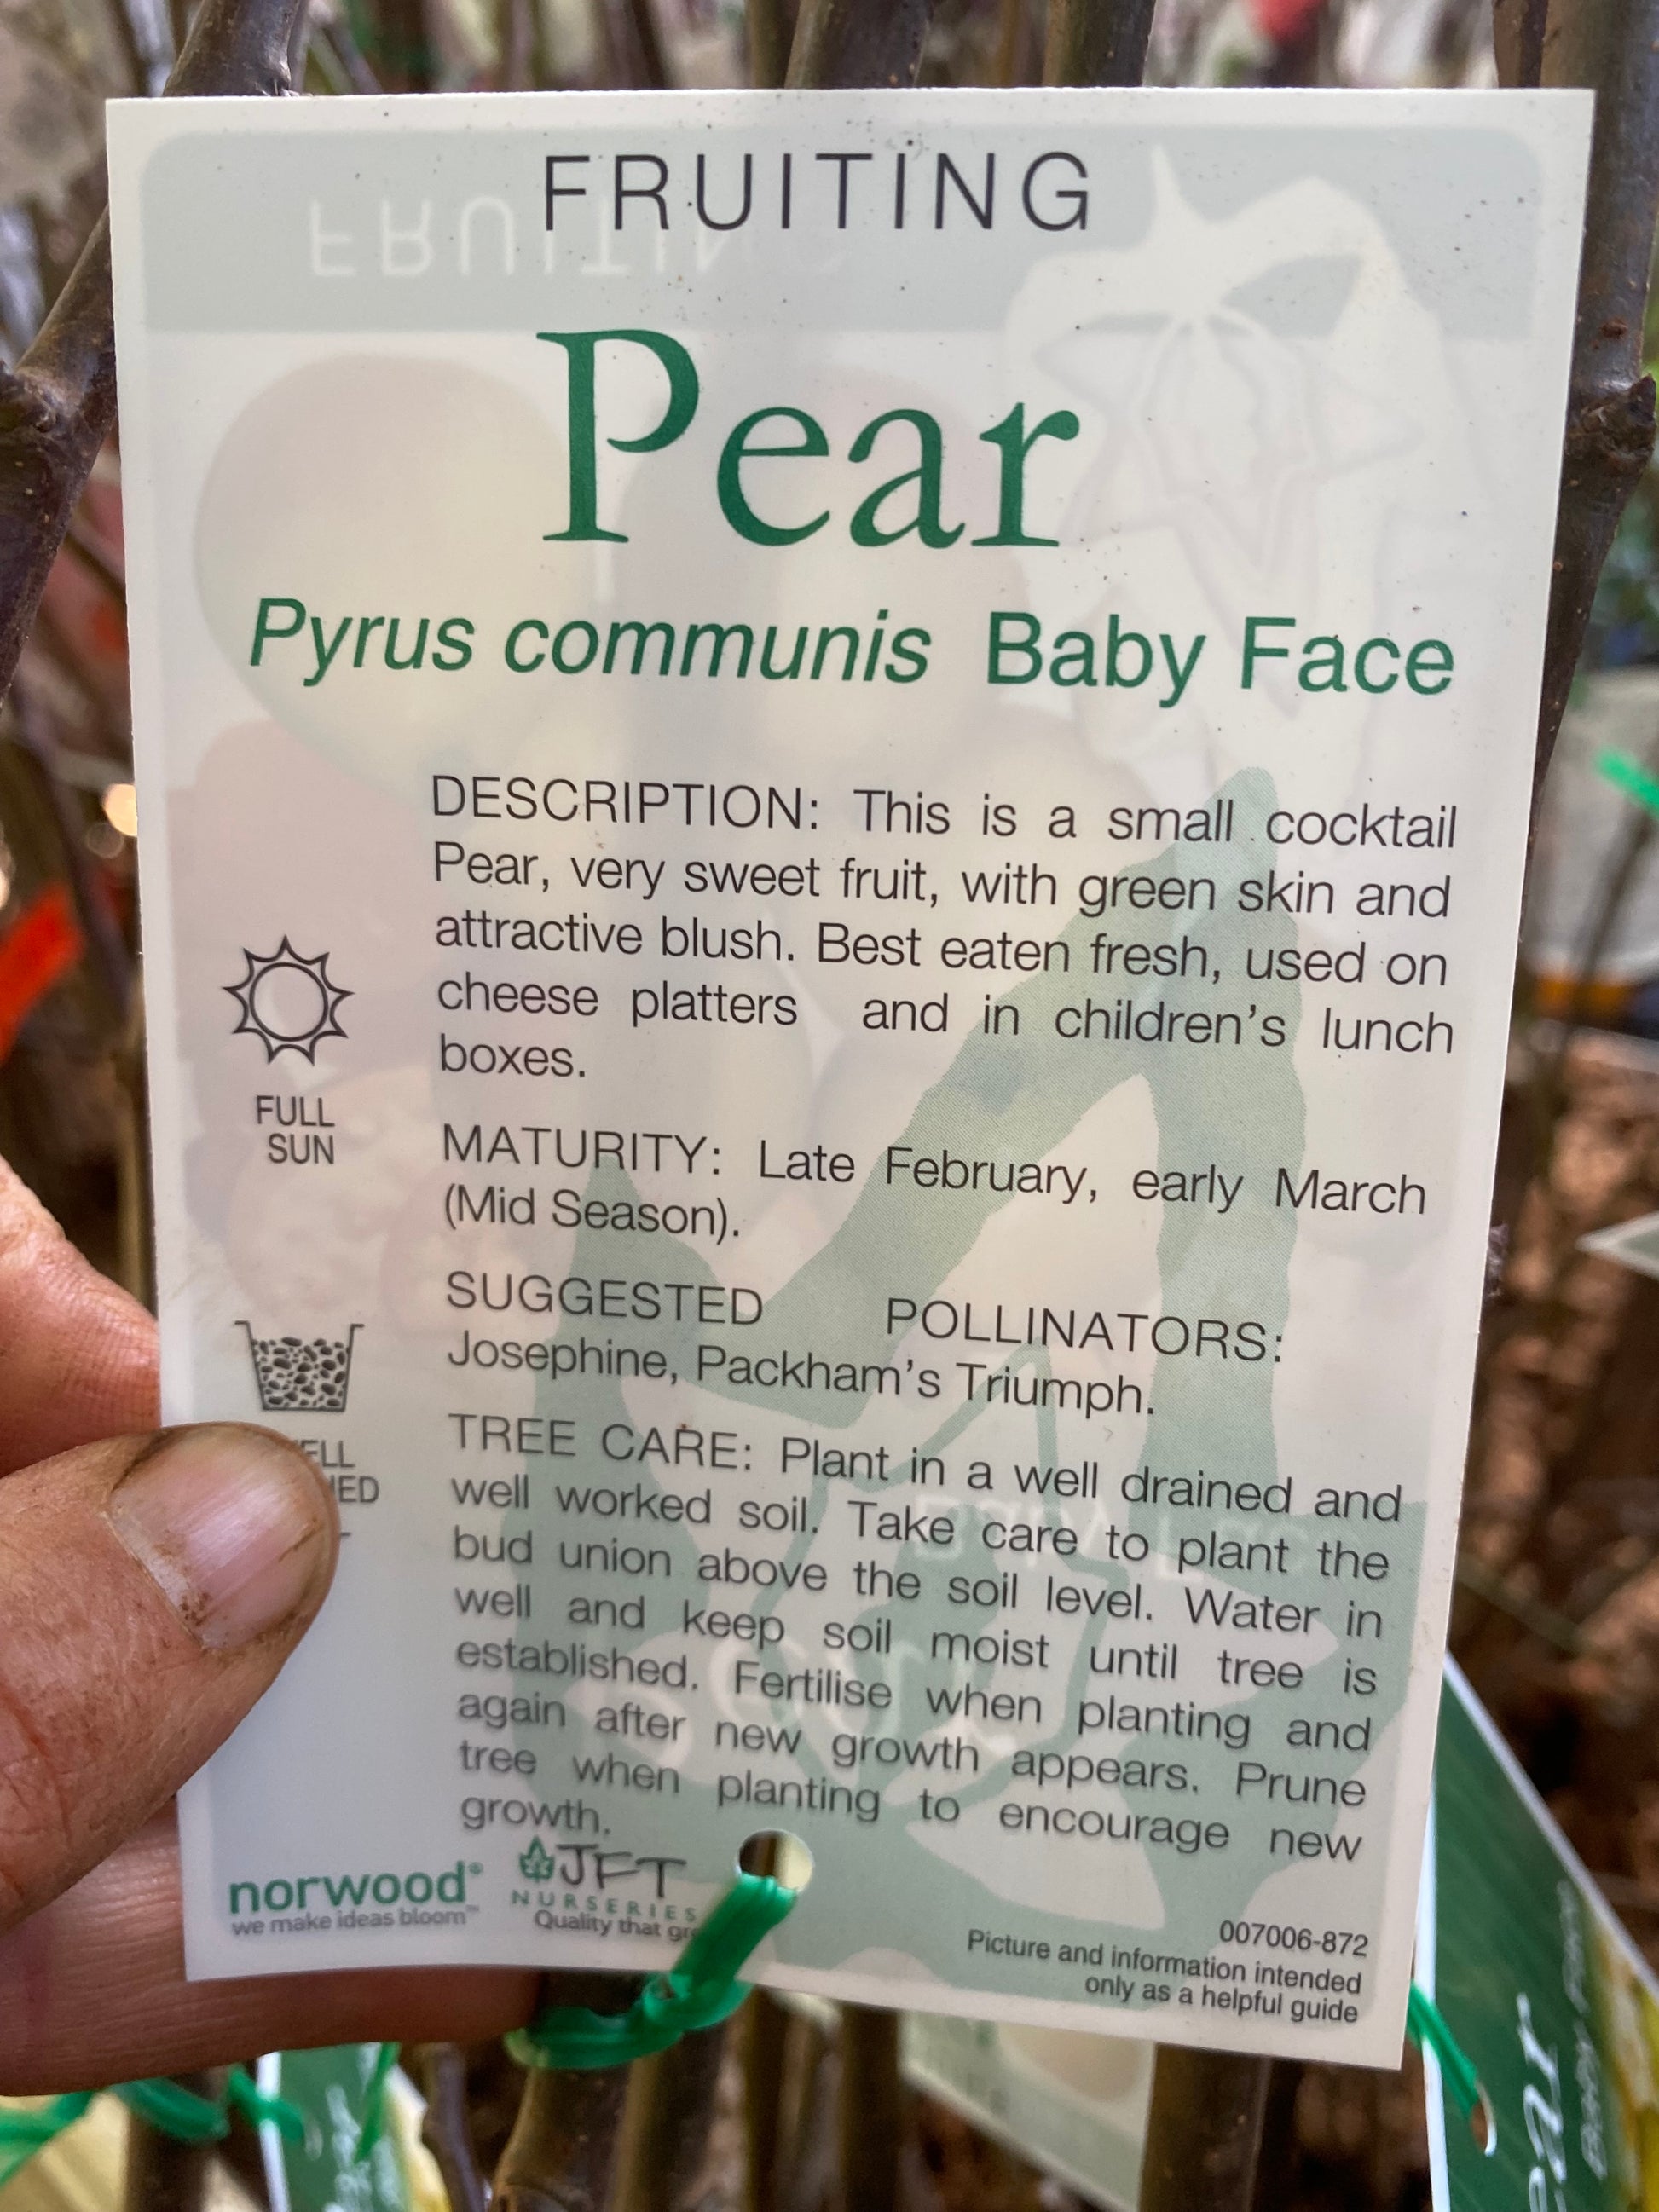 FRUITING
Pear
Pyrus communis Baby Face
DESCRIPTION: This is a small cocktail
Pear, very sweet fruit, with green skin and
attractive blush. Best eaten fresh, used on
cheese platters and in children's lunch
boxes.
FULL
SUN
MATURITY: Late February, early March
(Mid Season).
SUGGESTED POLLINATORS:
Josephine, Packham's Triumph.
TREE CARE: Plant in a well drained and
well worked soil. Take care to plant the
bud union above the soil level. Water in
well and keep soil moist until tree is
established. Fertilise when planting and
again after new growth appears. Prune
tree when planting to encourage new
growth.
norwood®
we make ideas bloom™
JFT
NURSERIES
Quality that
007006-872
Picture and information intended
only as a helpful guide